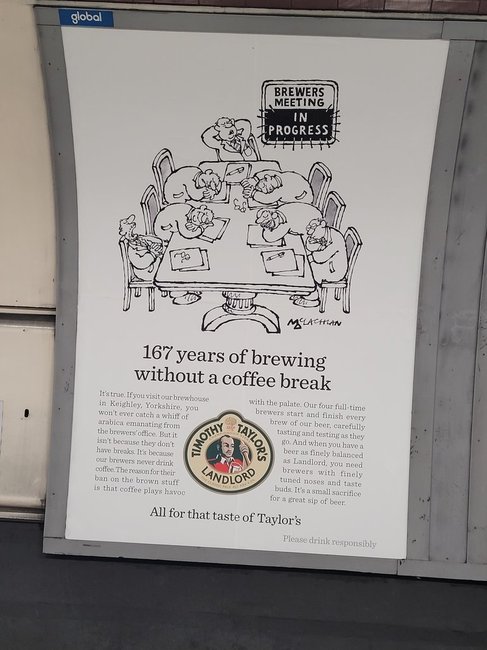 global
BREWERS
MEETING
IN
PROGRESS
McLACHLAN
167 years of brewing
without a coffee break
It's true. If you visit our brewhouse
in Keighley, Yorkshire, you
won't ever catch a whiff of
arabica emanating from
the brewers' office. But it
isn't because they don't
have breaks. It's because
our brewers never drink
coffee. The reason for their
ban on the brown stuff
is that coffee plays havoc
with the palate. Our four full-time
brewers start and finish every
brew of our beer, carefully
tasting and testing as they
go. And when you have a
beer as finely balanced
as Landlord, you need
brewers with finely
tuned noses and taste
buds. It's a small sacrifice
for a great sip of beer.
TIMOTHY TAYLOR'S
LANDLORD
All for that taste of Taylor's
Please drink responsibly